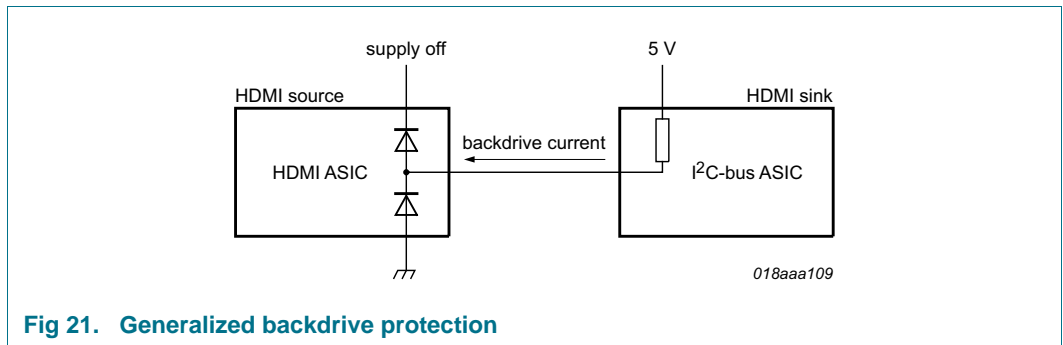 supply off
5 V
HDMI source
HDMI sink
backdrive current
HDMI ASIC
I²C-bus ASIC
018aaa109
Fig 21. Generalized backdrive protection